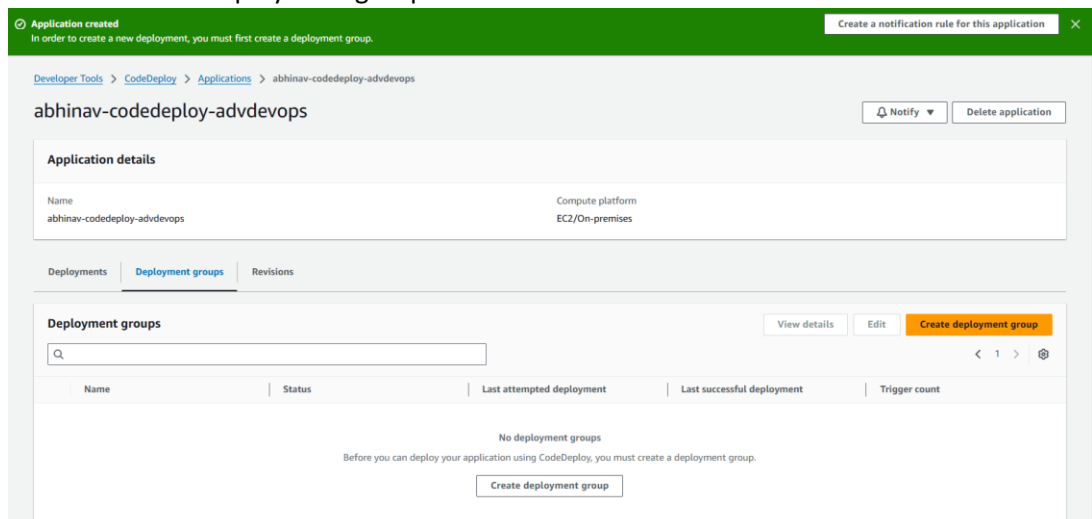 Application created
Create a notification rule for this application
In order to create a new deployment, you must first create a deployment group.
Developer Tools > CodeDeploy > Applications > abhinav-codedeploy-advdevops
abhinav-codedeploy-advdevops
Notify
Delete application
Application details
Name
Compute platform
abhinav-codedeploy-advdevops
EC2/On-premises
Deployments
Deployment groups
Revisions
Deployment groups
View details
Edit
Create deployment group
< 1 >
Name
Status
Last attempted deployment
Last successful deployment
Trigger count
No deployment groups
Before you can deploy your application using CodeDeploy, you must create a deployment group.
Create deployment group